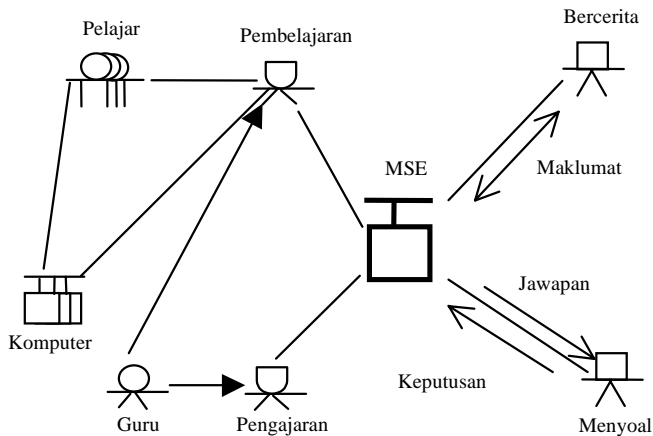 Bercerita
Pelajar
Pembelajaran
MSE
Maklumat
Jawapan
Komputer
Keputusan
Guru
Pengajaran
Menyoal